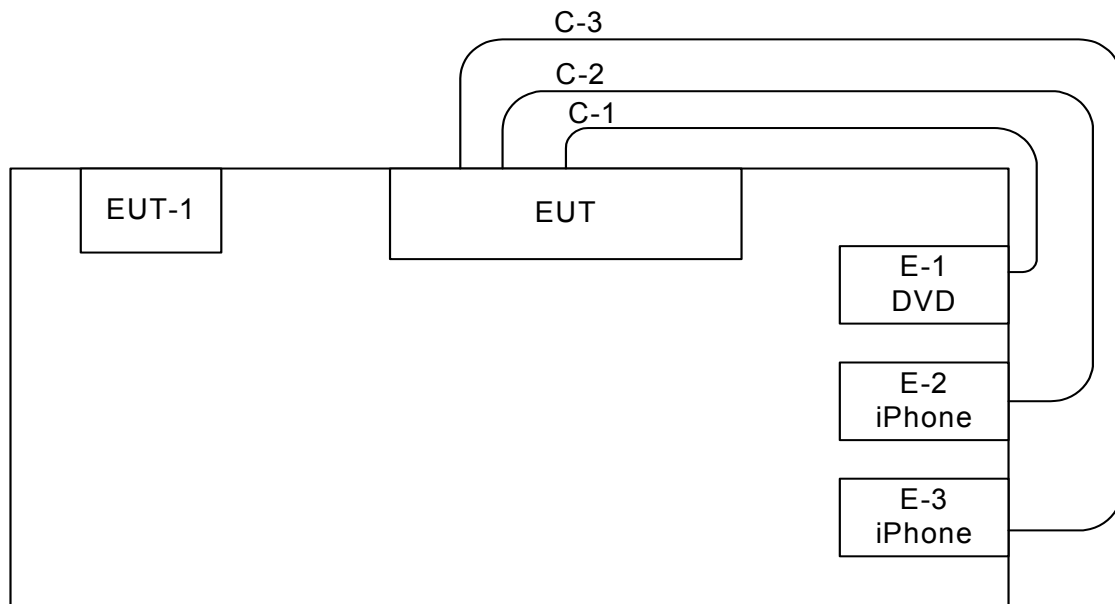 C-3
C-2
C-1
EUT-1
EUT
E-1
DVD
E-2
iPhone
E-3
iPhone